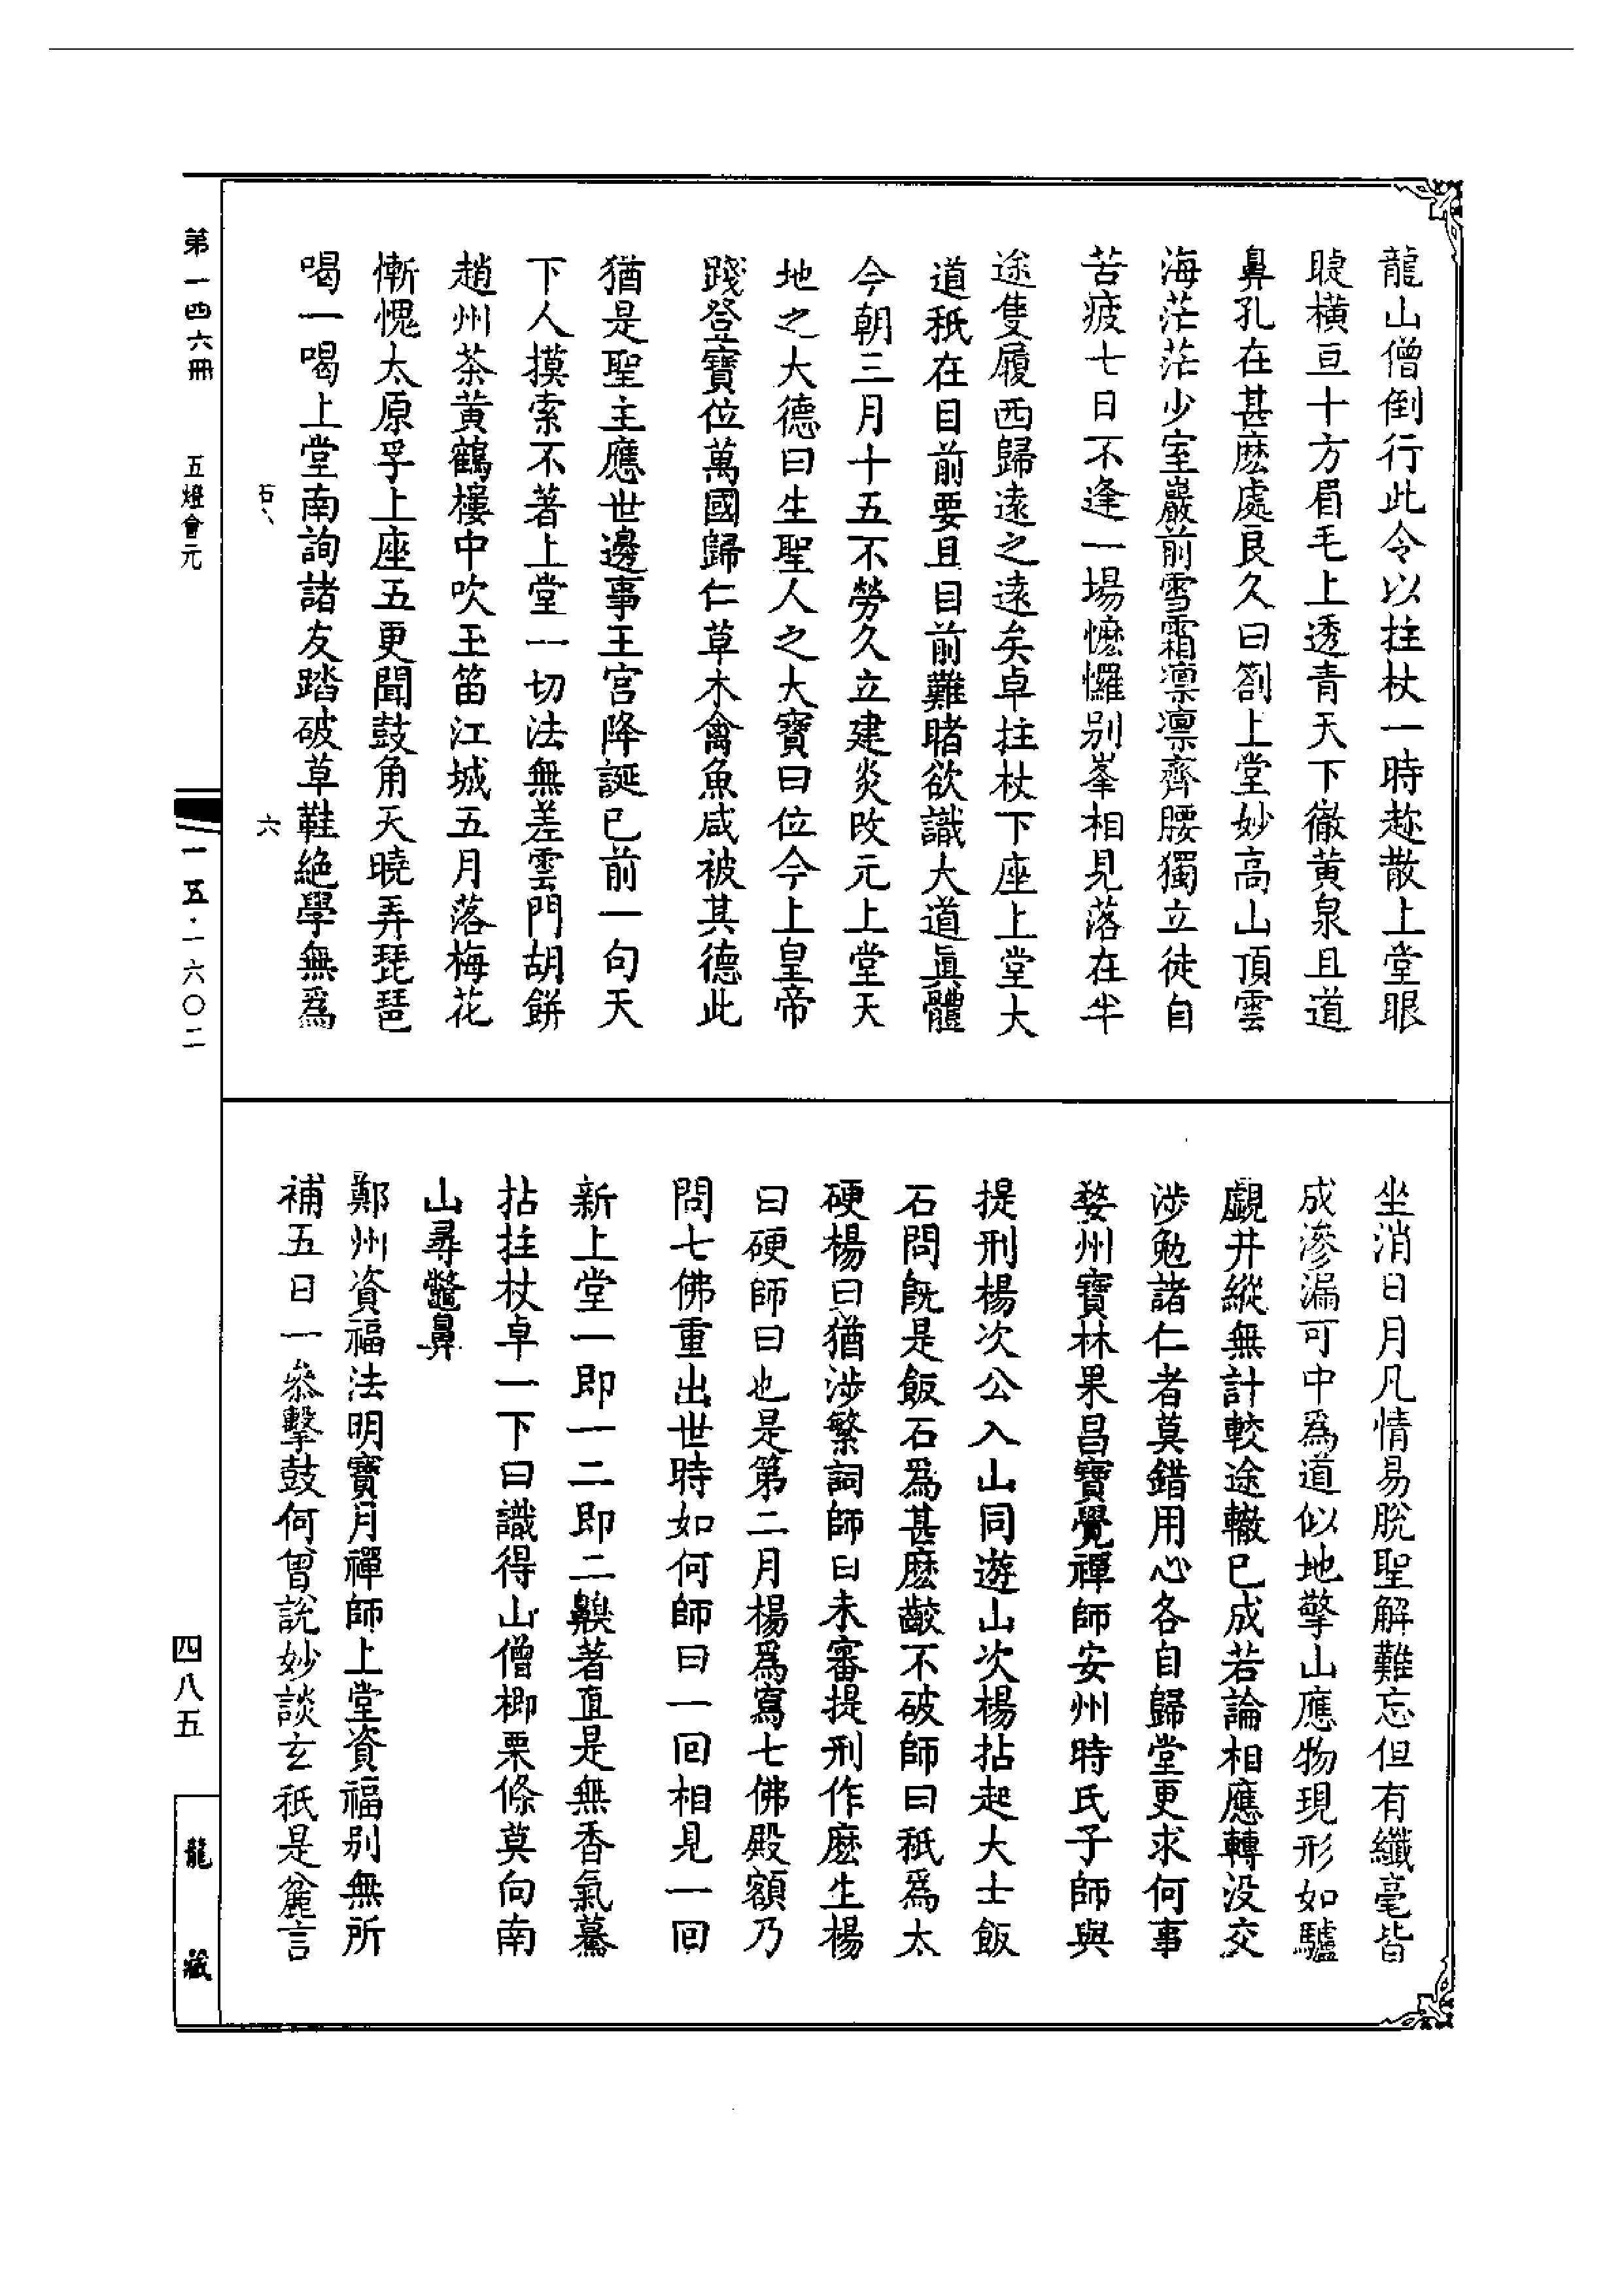 龍山僧倒行此令以拄杖一時趂散上堂眼
睫橫亘十方眉毛上透青天下徹黃泉且道
鼻孔在甚麽處良久曰劄上堂妙高山頂雲
海茫茫少室巖前雪霜凛凛齊腰獨立徒自
苦疲七日不逢一場懡㦬别峯相見落在半
途隻履西歸遠之遠矣卓拄杖下座上堂大
道秖在目前要且目前難睹欲識大道眞體
今朝三月十五不勞久立建炎改元上堂天
地之大德曰生聖人之大寶曰位今上皇帝
踐登寶位萬國歸仁草木禽魚咸被其德此
猶是聖主應世邊事王宮降誕已前一句天
下人摸索不著上堂一切法無差雲門胡餅
趙州茶黃鶴樓中吹玉笛江城五月落梅花
慚愧太原孚上座五更聞鼓角天曉弄琵琶
喝一喝上堂南詢諸友踏破草鞋絶學無爲
六
坐消日月凡情易脫聖解難忘但有纖毫皆
成滲漏可中爲道似地擎山應物現形如驢
覷井縱無計較途轍已成若論相應轉没交
涉勉諸仁者莫錯用心各自歸堂更求何事
婺州寶林果昌寶覺禪師安州時氏子師與
提刑楊次公入山同遊山次楊拈起大士飯
石問旣是飯石爲甚麽齩不破師曰秖爲太
硬楊曰猶涉繁詞師曰未審提刑作麽生楊
曰硬師曰也是第二月楊爲寫七佛殿額乃
問七佛重出世時如何師曰一回相見一回
新上堂一即一二即二齅著直是無香氣驀
拈拄杖卓一下曰識得山僧楖栗條莫向南
山尋鼈鼻
鄭州資福法明寶月禪師上堂資福别無所
補五日一叅擊鼓何曾說妙談玄秖是麄言
第一四六冊
五燈會元
一一五·一六〇二
四八五
龍藏